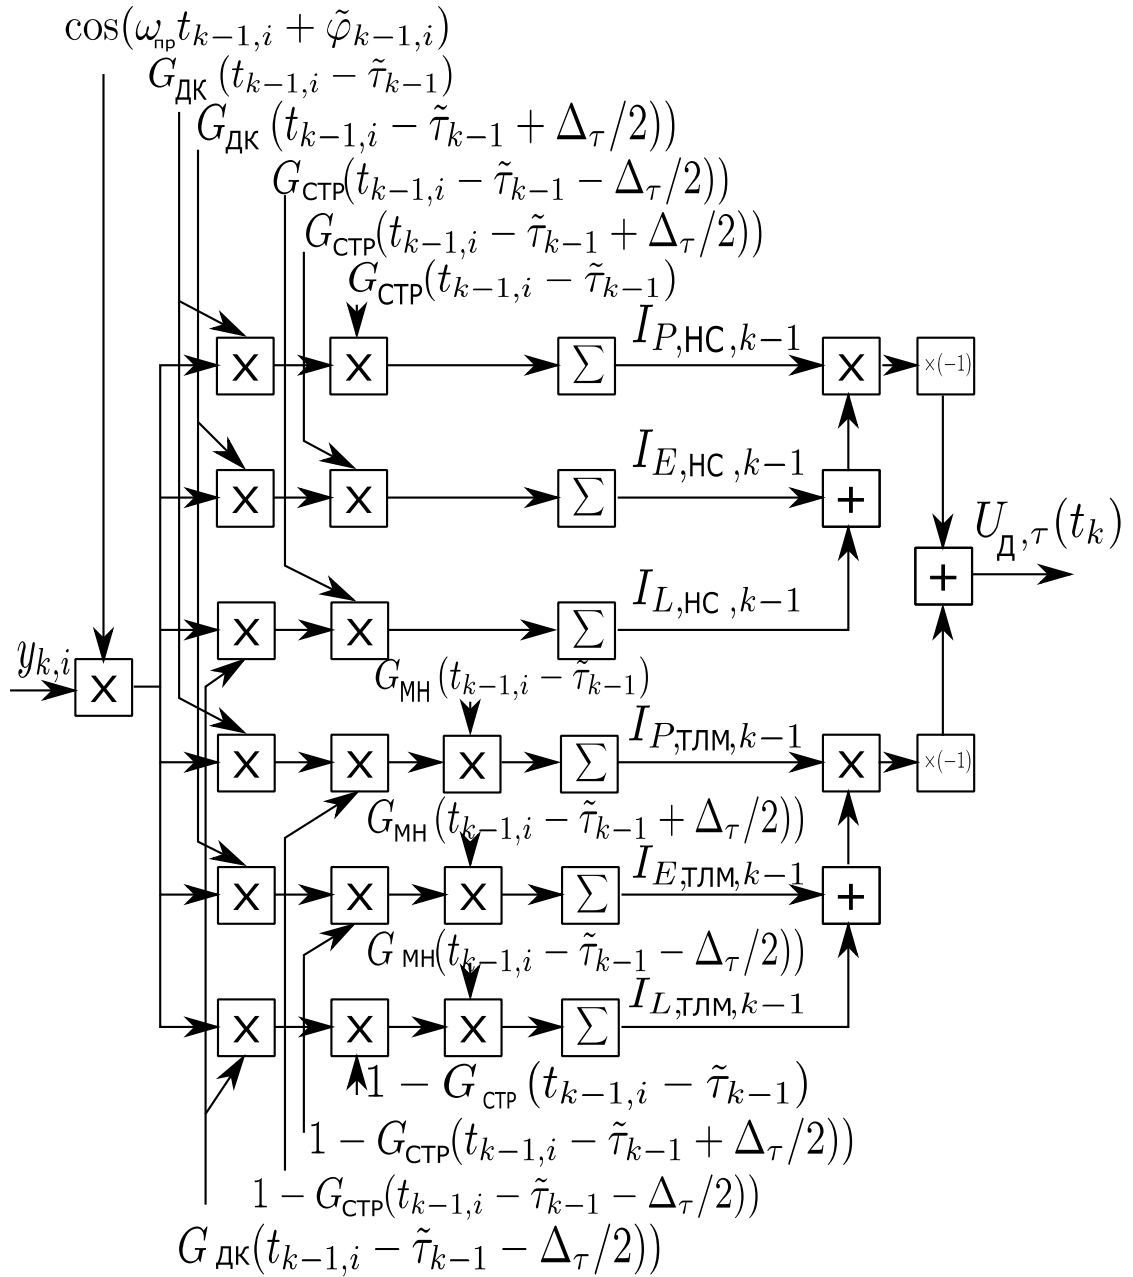 cos(ω_пр t_{k−1,i} + φ̃_{k−1,i})
G_ДК (t_{k−1,i} − τ̃_{k−1})
G_ДК (t_{k−1,i} − τ̃_{k−1} + Δ_τ/2))
G_СТР(t_{k−1,i} − τ̃_{k−1} − Δ_τ/2))
G_СТР(t_{k−1,i} − τ̃_{k−1} + Δ_τ/2))
G_СТР(t_{k−1,i} − τ̃_{k−1})
I_{P,НС,k−1}
× × ∑ × ×(−1)
I_{E,НС,k−1}
× × ∑ +
U_{Д,τ}(t_k)
+
I_{L,НС,k−1}
× × ∑
y_{k,i}
×
G_МН (t_{k−1,i} − τ̃_{k−1})
I_{P,ТЛМ,k−1}
× × × ∑ × ×(−1)
G_МН (t_{k−1,i} − τ̃_{k−1} + Δ_τ/2))
I_{E,ТЛМ,k−1}
× × × ∑ +
G_МН(t_{k−1,i} − τ̃_{k−1} − Δ_τ/2))
I_{L,ТЛМ,k−1}
× × × ∑
1 − G_СТР (t_{k−1,i} − τ̃_{k−1})
1 − G_СТР(t_{k−1,i} − τ̃_{k−1} + Δ_τ/2))
1 − G_СТР(t_{k−1,i} − τ̃_{k−1} − Δ_τ/2))
G_ДК(t_{k−1,i} − τ̃_{k−1} − Δ_τ/2))